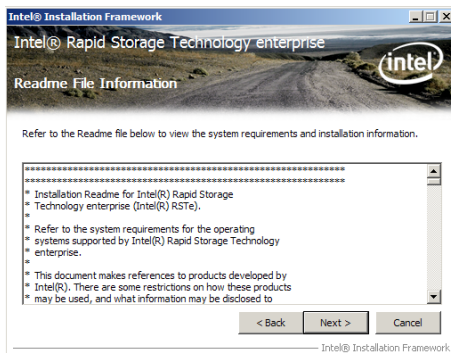 Intel® Installation Framework
Intel® Rapid Storage Technology enterprise
(intel)
Readme File Information
Refer to the Readme file below to view the system requirements and installation information.
************************************************************
************************************************************
* Installation Readme for Intel(R) Rapid Storage
* Technology enterprise (Intel(R) RSTe).
*
* Refer to the system requirements for the operating
* systems supported by Intel(R) Rapid Storage Technology
* enterprise.
*
* This document makes references to products developed by
* Intel(R). There are some restrictions on how these products
* may be used, and what information may be disclosed to
< Back Next > Cancel
Intel® Installation Framework